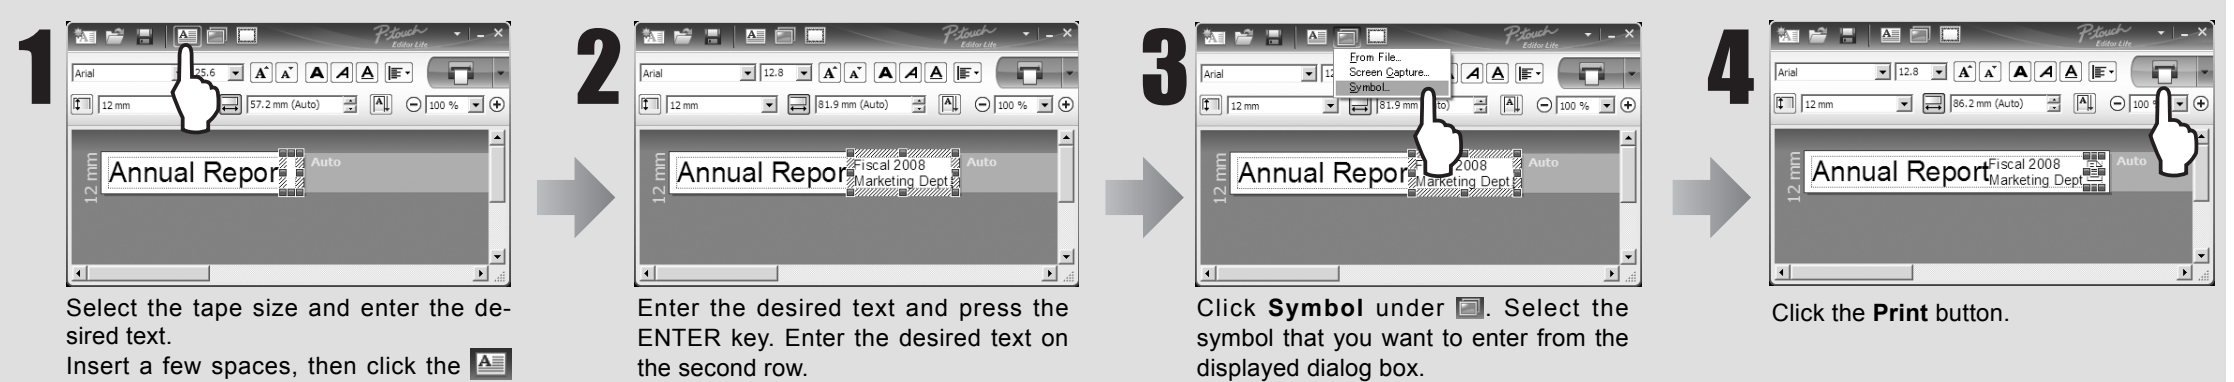 1
P-touch
Editor Lite
Arial
25.6
12 mm
57.2 mm (Auto)
100 %
12 mm
Annual Repor
Auto
Select the tape size and enter the de-
sired text.
Insert a few spaces, then click the
2
P-touch
Editor Lite
Arial
12.8
12 mm
81.9 mm (Auto)
100 %
12 mm
Annual Repor
Fiscal 2008
Marketing Dept
Auto
Enter the desired text and press the
ENTER key. Enter the desired text on
the second row.
3
P-touch
Editor Lite
From File...
Screen Capture...
Symbol...
Arial
12 mm
81.9 mm
100 %
12 mm
Annual Repor
2008
Marketing Dept
Auto
Click Symbol under . Select the
symbol that you want to enter from the
displayed dialog box.
4
P-touch
Editor Lite
Arial
12.8
12 mm
86.2 mm (Auto)
100
12 mm
Annual Report
Fiscal 2008
Marketing Dept
Auto
Click the Print button.